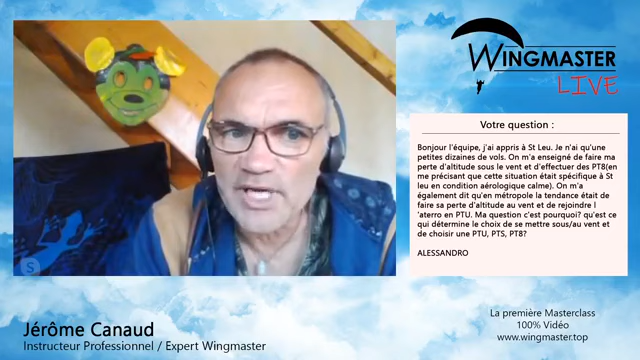 WINGMASTER
LIVE
Votre question :
Bonjour l'équipe, j'ai appris à St Leu. Je n'ai qu'une
petites dizaines de vols. On m'a enseigné de faire ma
perte d'altitude sous le vent et d'effectuer des PT8(en
me précisant que cette situation était spécifique à St
leu en condition aérologique calme). On m'a
également dit qu'en métropole la tendance était de
faire sa perte d'altitude au vent et de rejoindre l
'aterro en PTU. Ma question c'est pourquoi? qu'est ce
qui détermine le choix de se mettre sous/au vent et
de choisir une PTU, PTS, PT8?
ALESSANDRO
S
Jérôme Canaud
Instructeur Professionnel / Expert Wingmaster
La première Masterclass
100% Vidéo
www.wingmaster.top